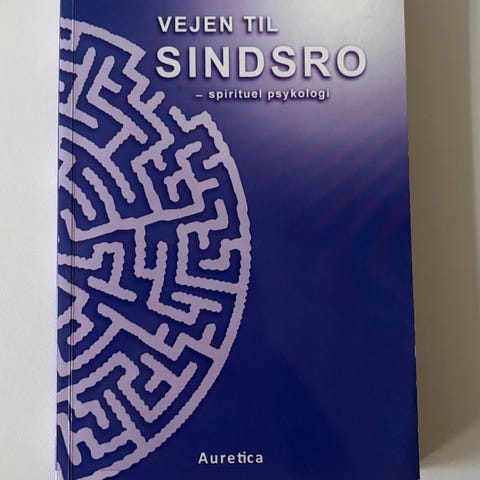 VEJEN TIL
SINDSRO
– spirituel psykologi
Auretica